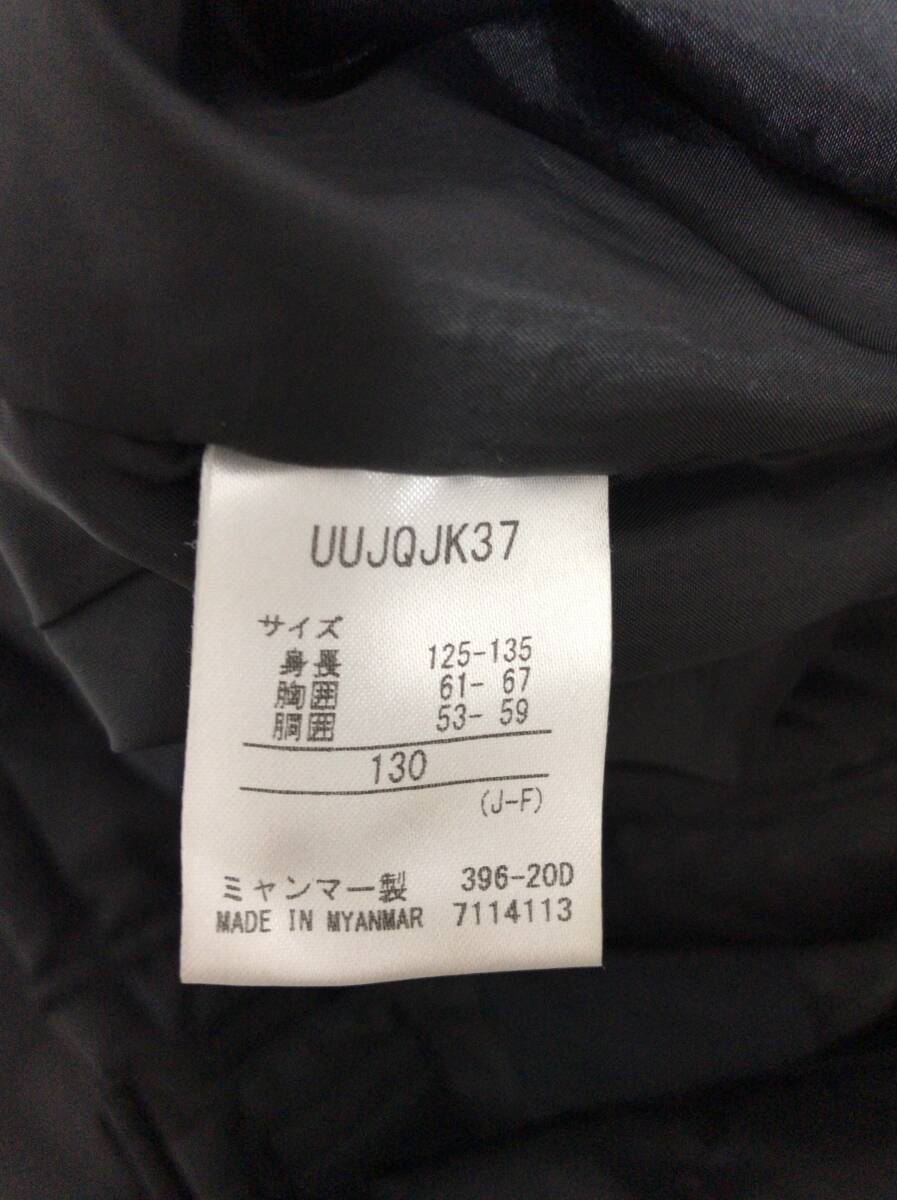 UUJQJK37
サイズ
身長 125-135
胸囲 61- 67
胴囲 53- 59
130
(J-F)
ミャンマー製 396-20D
MADE IN MYANMAR 7114113